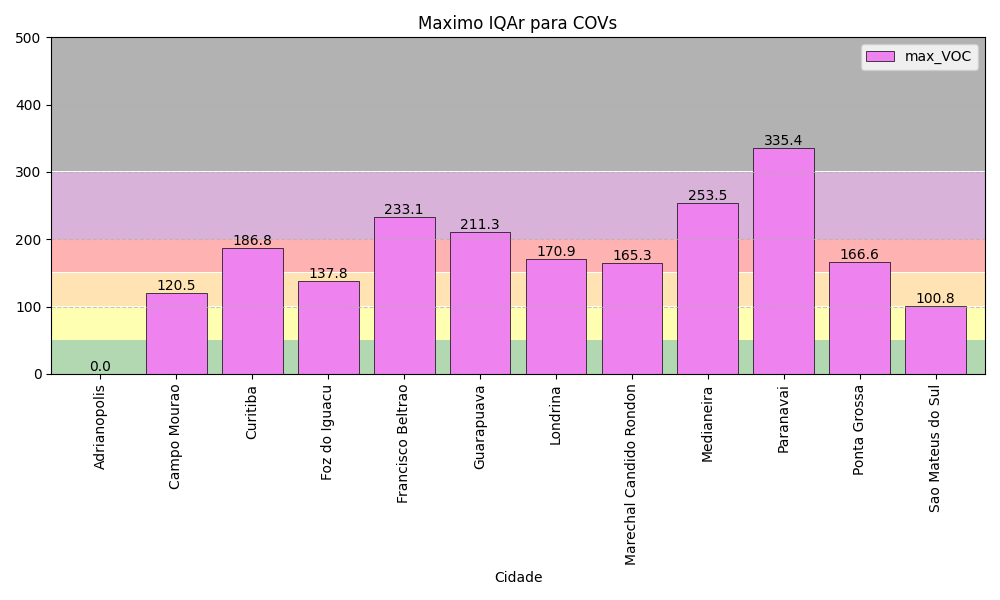 Maximo IQAr para COVs
max_VOC
500
400
300
200
100
0
0.0
120.5
186.8
137.8
233.1
211.3
170.9
165.3
253.5
335.4
166.6
100.8
Adrianopolis
Campo Mourao
Curitiba
Foz do Iguacu
Francisco Beltrao
Guarapuava
Londrina
Marechal Candido Rondon
Medianeira
Paranavai
Ponta Grossa
Sao Mateus do Sul
Cidade